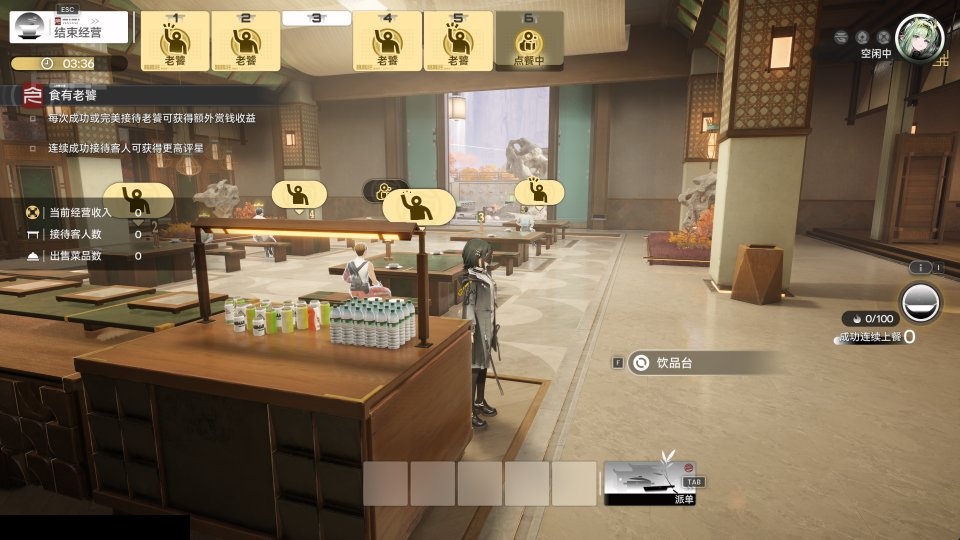 ESC
结束经营
03:36
1
老饕
2
老饕
3
4
老饕
5
老饕
6
点餐中
空闲中
食有老饕
每次成功或完美接待老饕可获得额外赏钱收益
连续成功接待客人可获得更高评星
当前经营收入 0
接待客人数 0
出售菜品数 0
2
4
3
0/100
成功连续上餐 0
F 饮品台
TAB
派单